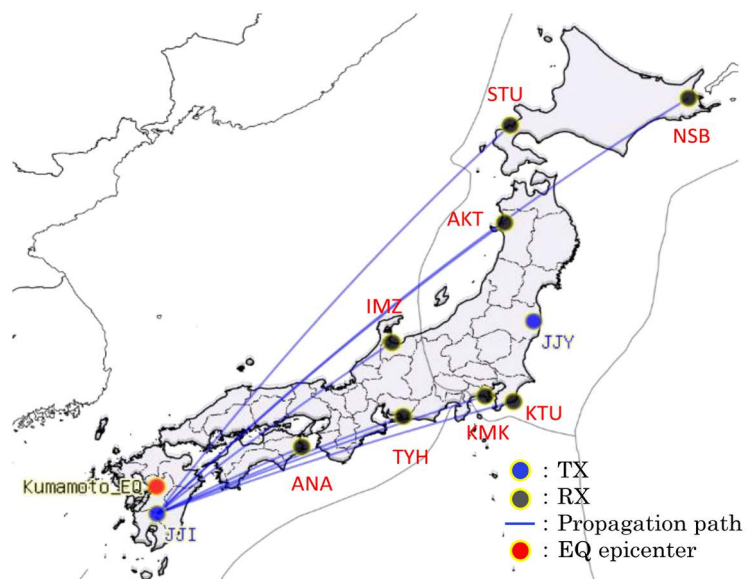 STU
NSB
AKT
IMZ
JJY
KTU
KMK
TYH
ANA
Kumamoto_EQ
JJI
: TX
: RX
: Propagation path
: EQ epicenter